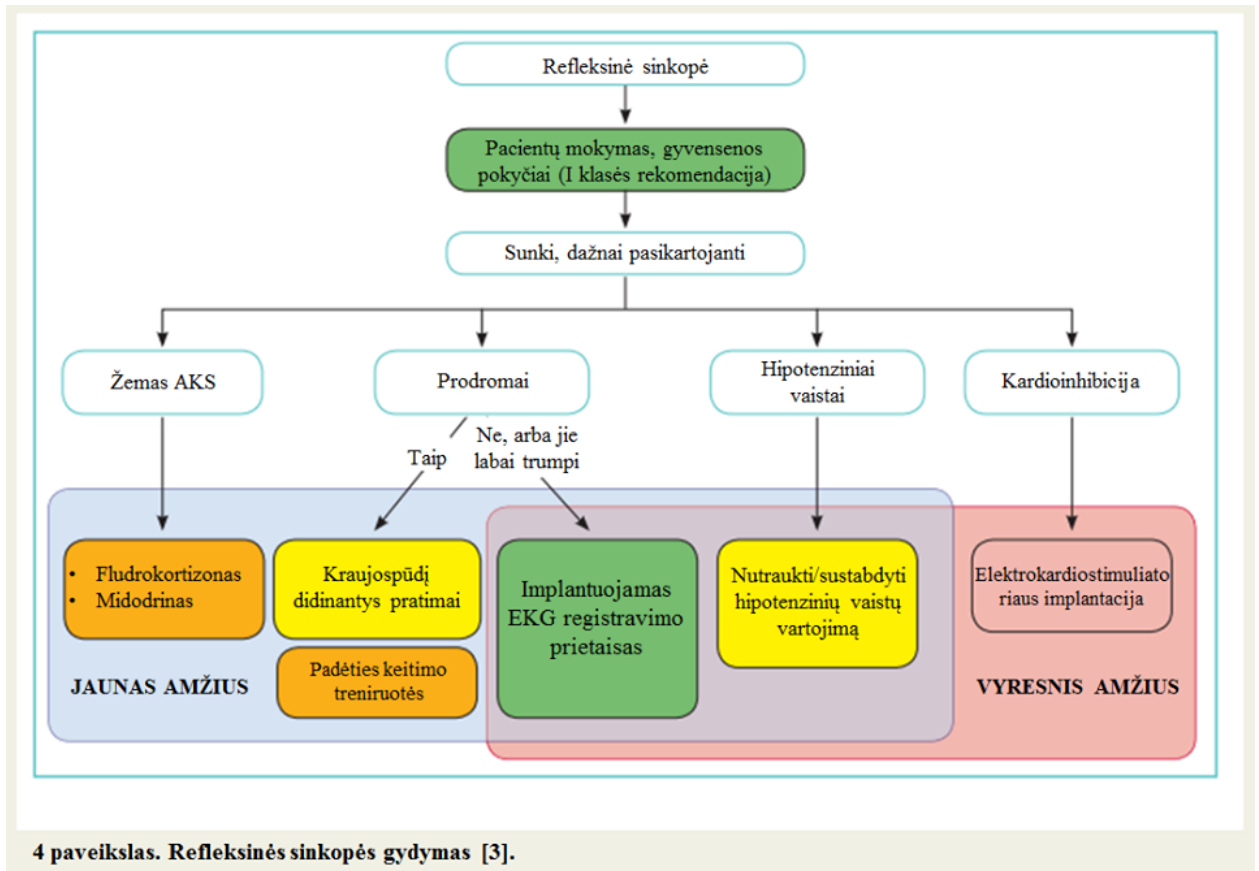 Refleksinė sinkopė
Pacientų mokymas, gyvensenos
pokyčiai (I klasės rekomendacija)
Sunki, dažnai pasikartojanti
Žemas AKS
Prodromai
Hipotenziniai
vaistai
Kardioinhibicija
Taip
Ne, arba jie
labai trumpi
• Fludrokortizonas
• Midodrinas
Kraujospūdį
didinantys pratimai
Padėties keitimo
treniruotės
Implantuojamas
EKG registravimo
prietaisas
Nutraukti/sustabdyti
hipotenzinių vaistų
vartojimą
Elektrokardiostimuliato
riaus implantacija
JAUNAS AMŽIUS
VYRESNIS AMŽIUS
4 paveikslas. Refleksinės sinkopės gydymas [3].